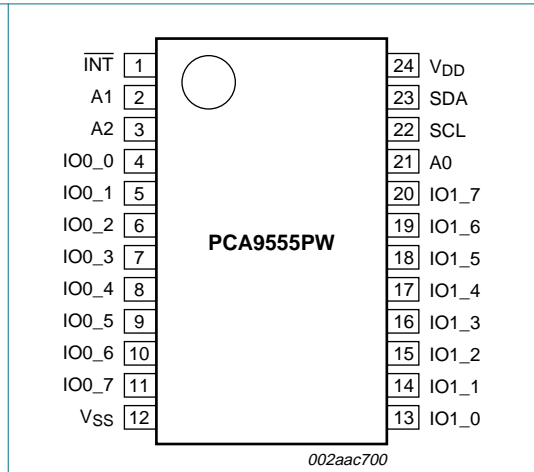 INT 1
A1 2
A2 3
IO0_0 4
IO0_1 5
IO0_2 6
IO0_3 7
IO0_4 8
IO0_5 9
IO0_6 10
IO0_7 11
VSS 12
PCA9555PW
24 VDD
23 SDA
22 SCL
21 A0
20 IO1_7
19 IO1_6
18 IO1_5
17 IO1_4
16 IO1_3
15 IO1_2
14 IO1_1
13 IO1_0
002aac700